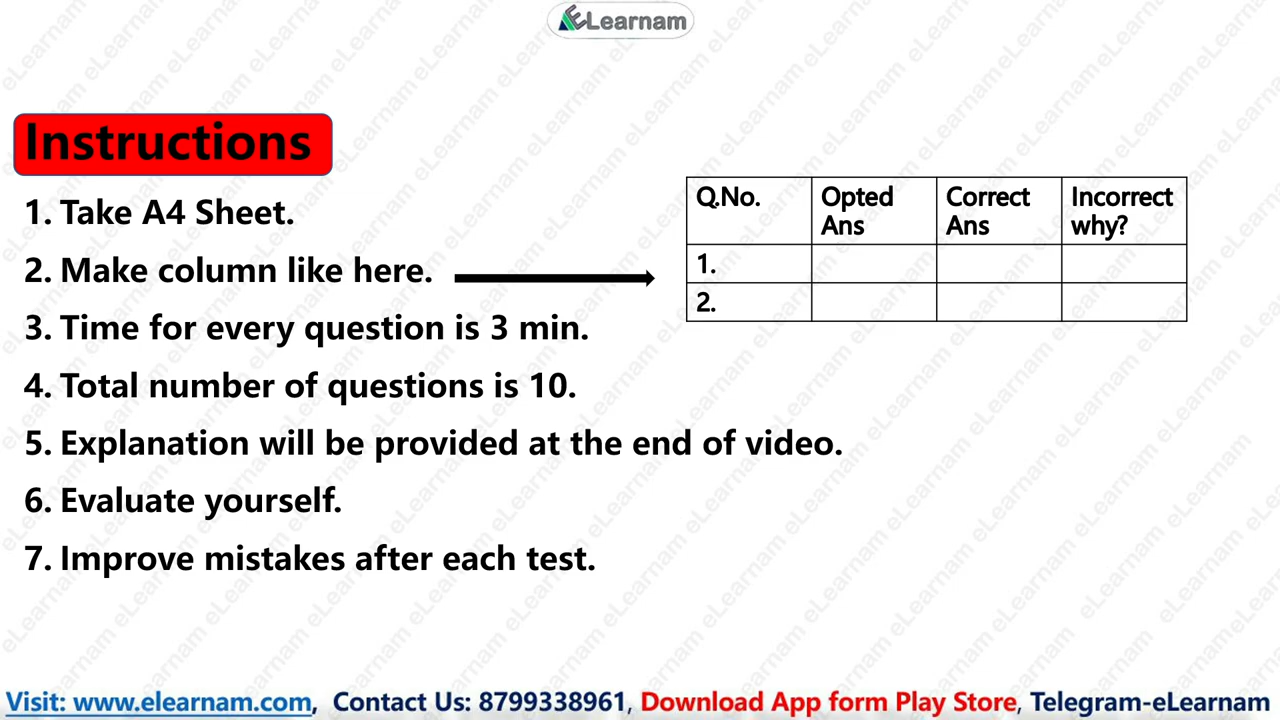 ELearnam
Instructions
1. Take A4 Sheet.
2. Make column like here.
3. Time for every question is 3 min.
4. Total number of questions is 10.
5. Explanation will be provided at the end of video.
6. Evaluate yourself.
7. Improve mistakes after each test.
Q.No. Opted Ans Correct Ans Incorrect why?
1.
2.
Visit: www.elearnam.com, Contact Us: 8799338961, Download App form Play Store, Telegram-eLearnam